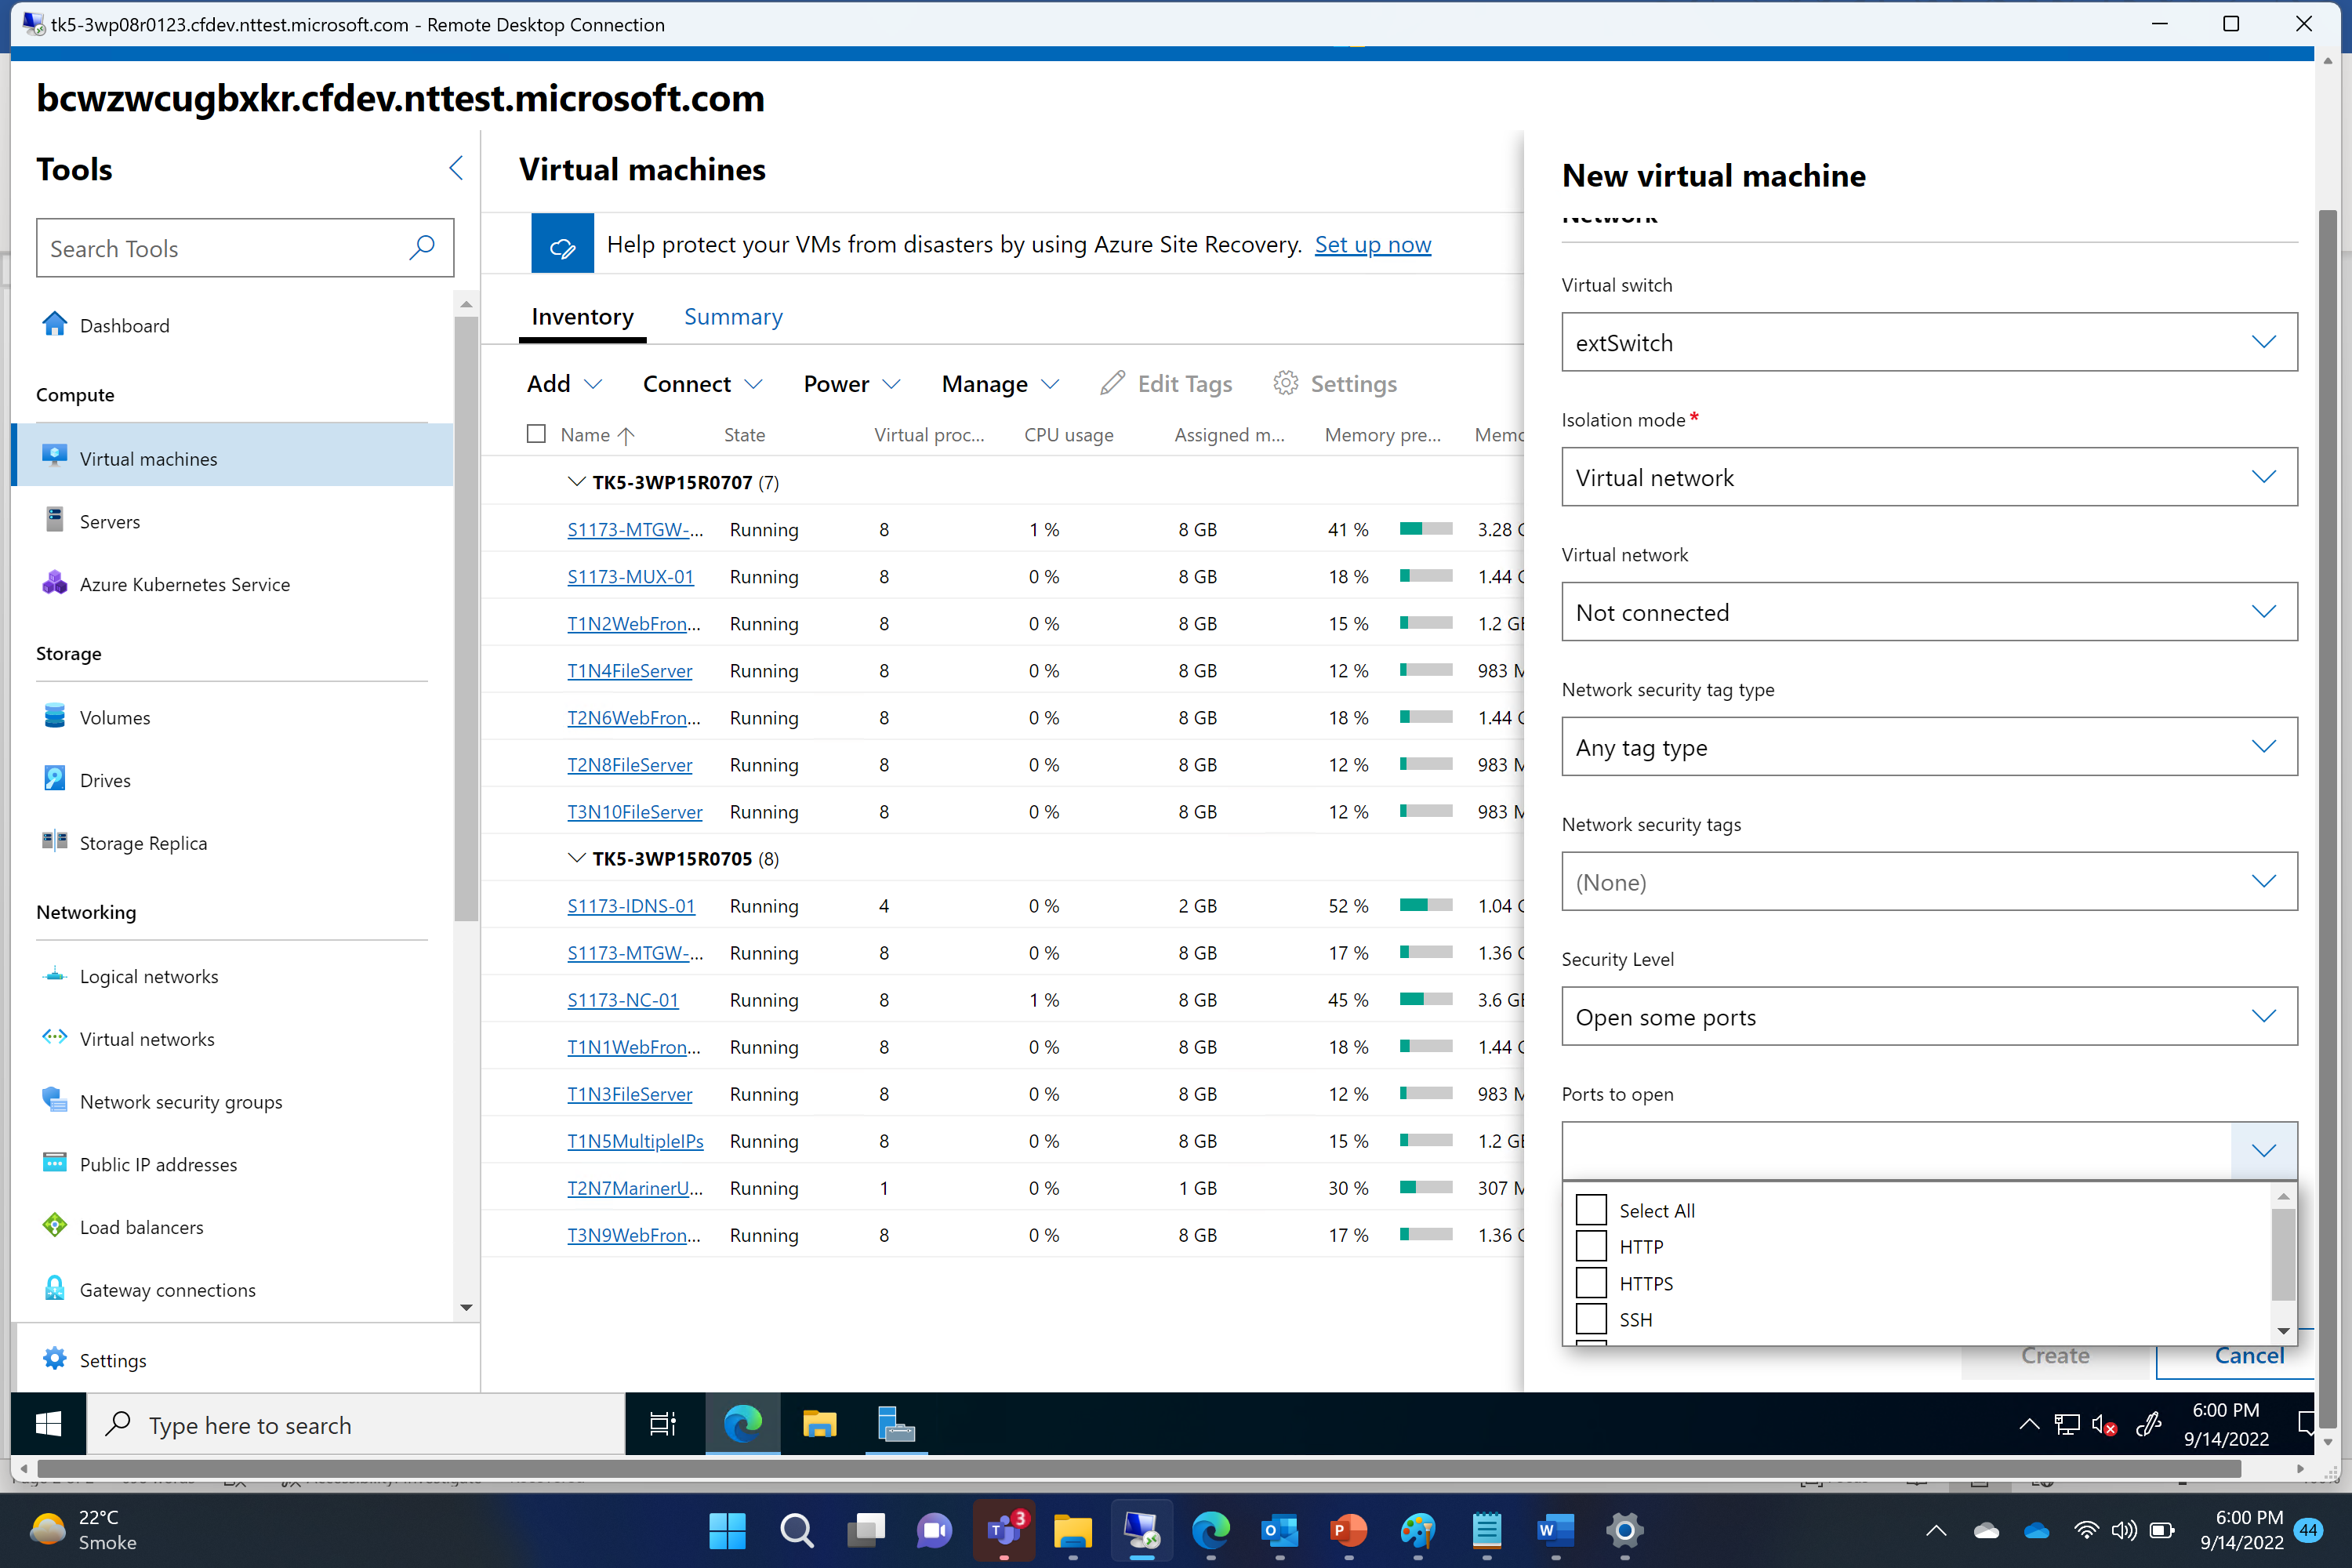 tk5-3wp08r0123.cfdev.nttest.microsoft.com - Remote Desktop Connection
bcwzwcugbxkr.cfdev.nttest.microsoft.com
Tools
Search Tools
Dashboard
Compute
Virtual machines
Servers
Azure Kubernetes Service
Storage
Volumes
Drives
Storage Replica
Networking
Logical networks
Virtual networks
Network security groups
Public IP addresses
Load balancers
Gateway connections
Settings
Virtual machines
Help protect your VMs from disasters by using Azure Site Recovery. Set up now
Inventory Summary
Add Connect Power Manage Edit Tags Settings
Name State Virtual proc... CPU usage Assigned m... Memory pre... Memo
TK5-3WP15R0707 (7)
S1173-MTGW-... Running 8 1 % 8 GB 41 % 3.28
S1173-MUX-01 Running 8 0 % 8 GB 18 % 1.44
T1N2WebFron... Running 8 0 % 8 GB 15 % 1.2 GB
T1N4FileServer Running 8 0 % 8 GB 12 % 983 M
T2N6WebFron... Running 8 0 % 8 GB 18 % 1.44
T2N8FileServer Running 8 0 % 8 GB 12 % 983 M
T3N10FileServer Running 8 0 % 8 GB 12 % 983 M
TK5-3WP15R0705 (8)
S1173-IDNS-01 Running 4 0 % 2 GB 52 % 1.04
S1173-MTGW-... Running 8 0 % 8 GB 17 % 1.36
S1173-NC-01 Running 8 1 % 8 GB 45 % 3.6 GB
T1N1WebFron... Running 8 0 % 8 GB 18 % 1.44
T1N3FileServer Running 8 0 % 8 GB 12 % 983 M
T1N5MultipleIPs Running 8 0 % 8 GB 15 % 1.2 GB
T2N7MarinerU... Running 1 0 % 1 GB 30 % 307 M
T3N9WebFron... Running 8 0 % 8 GB 17 % 1.36
New virtual machine
Network
Virtual switch
extSwitch
Isolation mode *
Virtual network
Virtual network
Not connected
Network security tag type
Any tag type
Network security tags
(None)
Security Level
Open some ports
Ports to open
Select All
HTTP
HTTPS
SSH
Create Cancel
Type here to search
6:00 PM
9/14/2022
22°C
Smoke
3
6:00 PM
9/14/2022
44